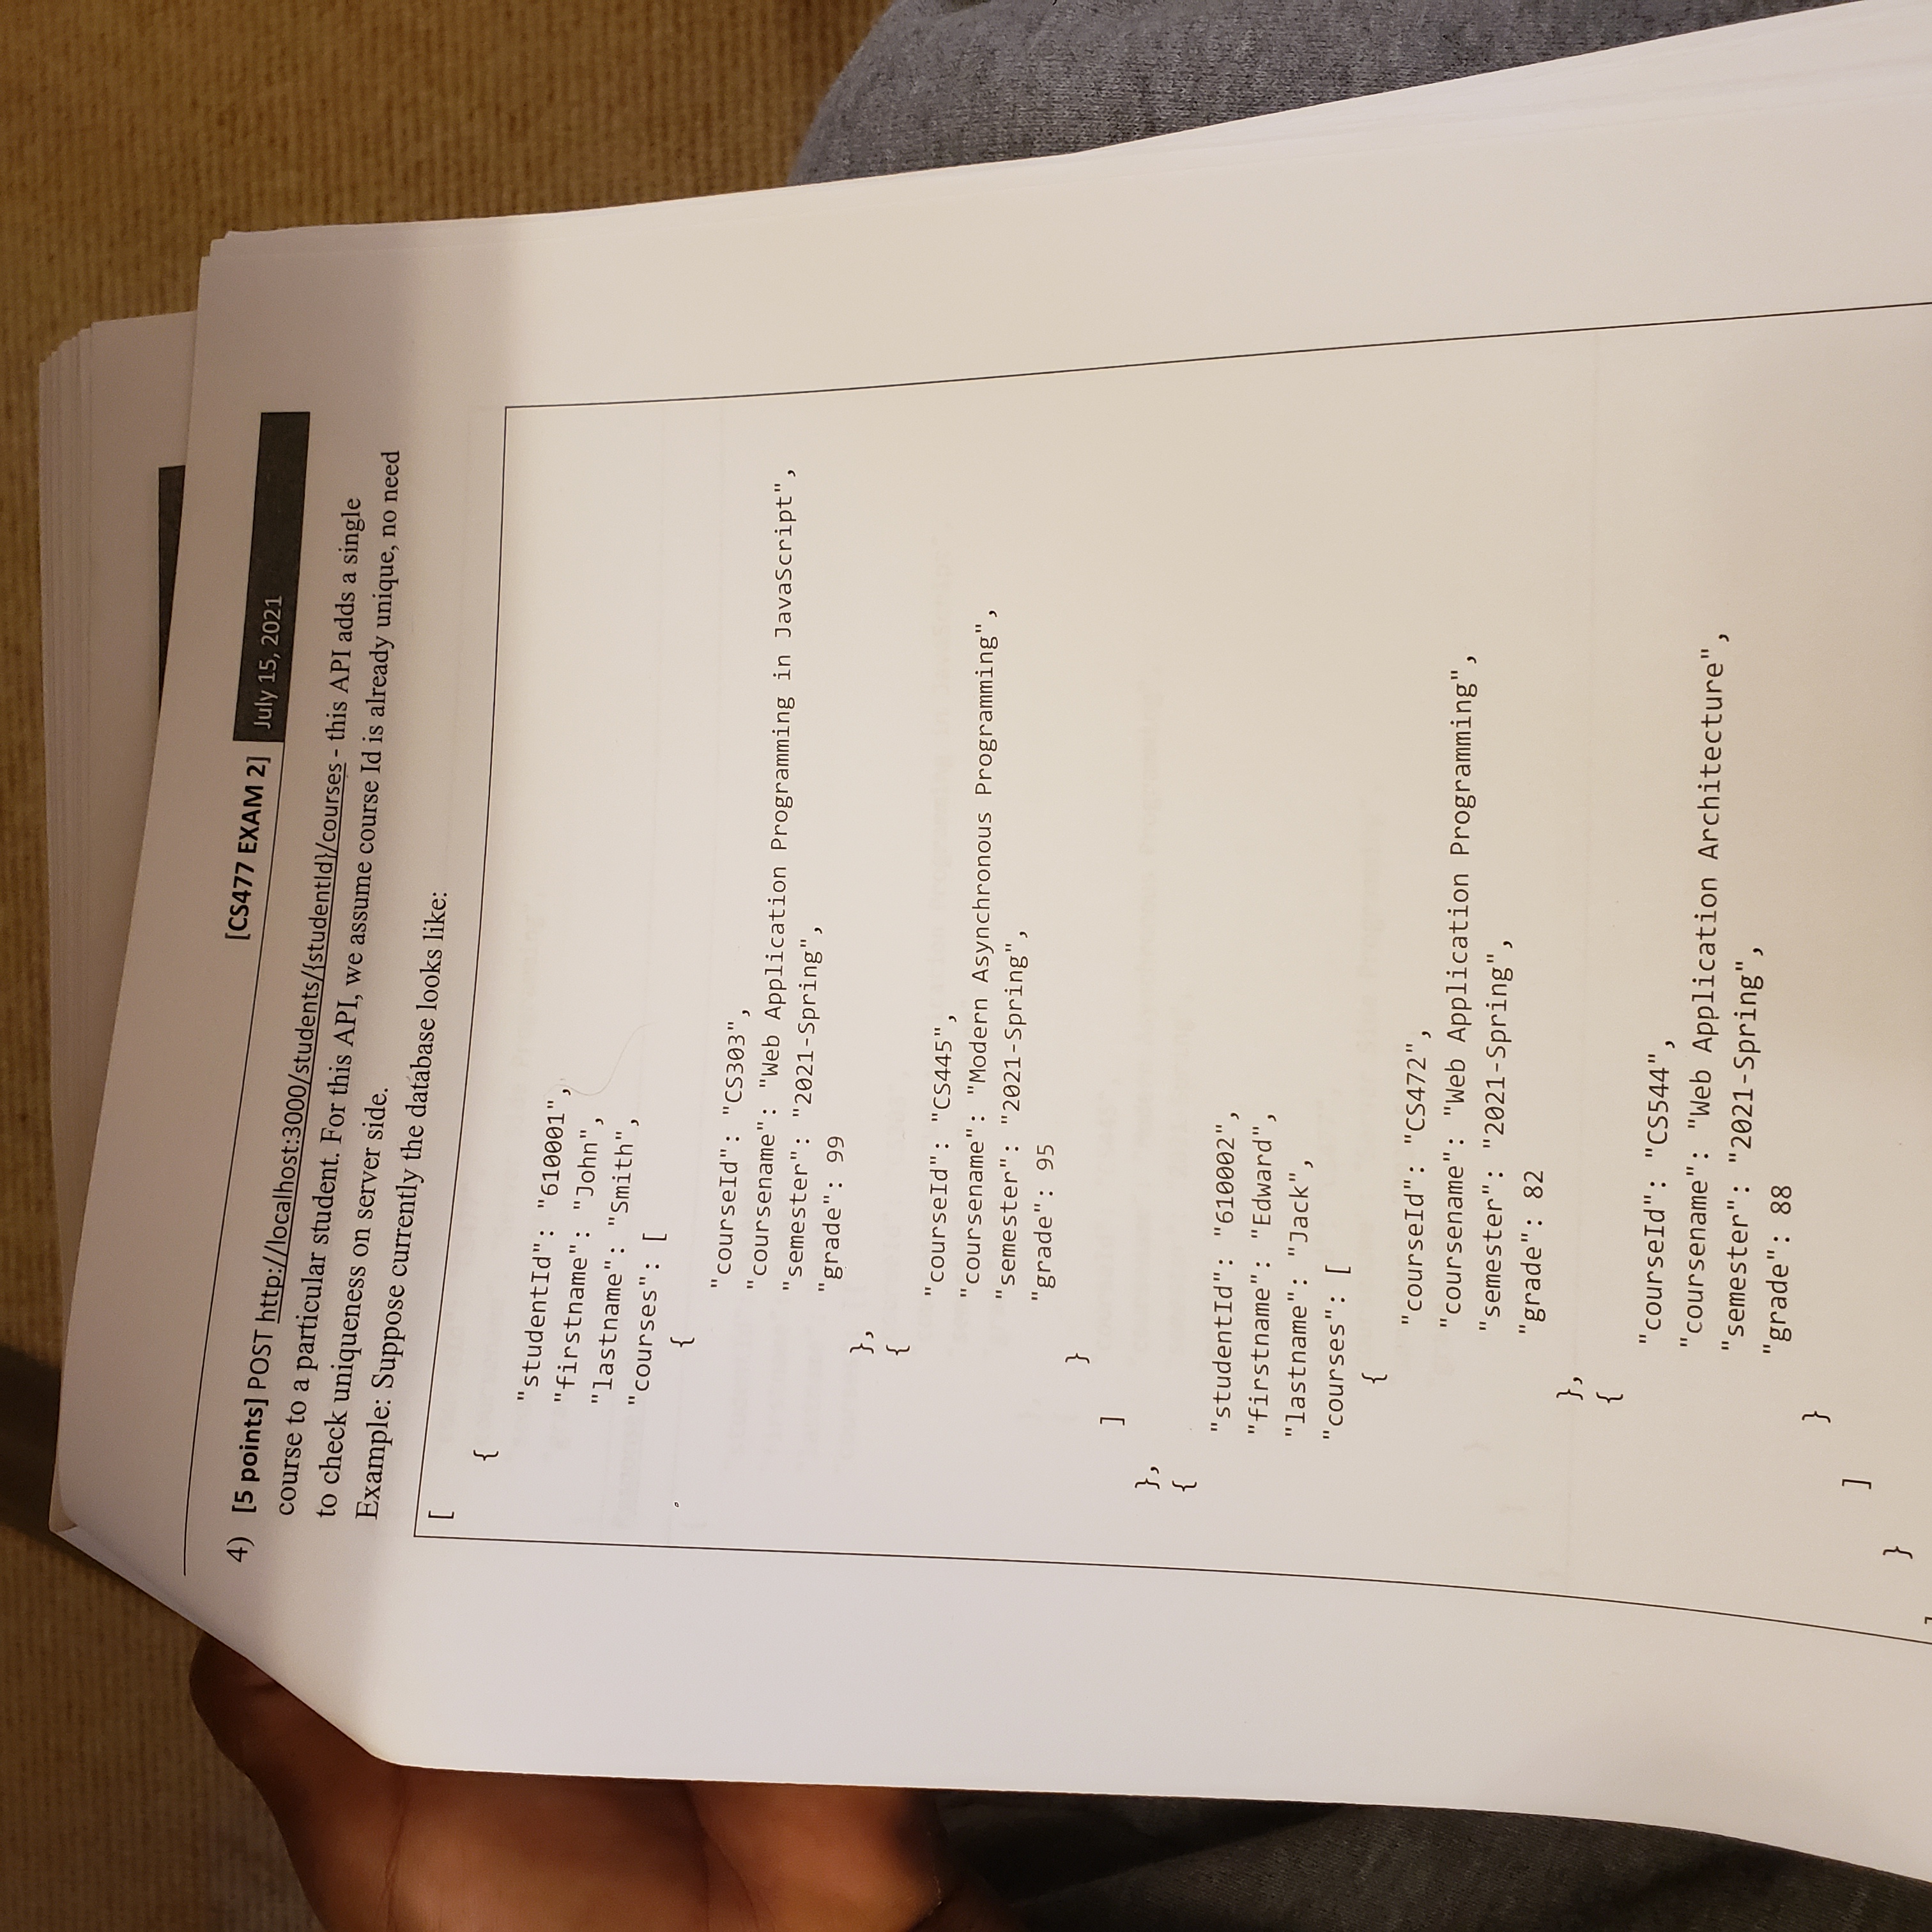 [CS477 EXAM 2] July 15, 2021
4) [5 points] POST http://localhost:3000/students/{studentId}/courses - this API adds a single
course to a particular student. For this API, we assume course Id is already unique, no need
to check uniqueness on server side.
Example: Suppose currently the database looks like:
[
{
"studentId": "610001",
"firstname": "John",
"lastname": "Smith",
"courses": [
{
"courseId": "CS303",
"coursename": "Web Application Programming in JavaScript",
"semester": "2021-Spring",
"grade": 99
},
{
"courseId": "CS445",
"coursename": "Modern Asynchronous Programming",
"semester": "2021-Spring",
"grade": 95
}
]
},
{
"studentId": "610002",
"firstname": "Edward",
"lastname": "Jack",
"courses": [
{
"courseId": "CS472",
"coursename": "Web Application Programming",
"semester": "2021-Spring",
"grade": 82
},
{
"courseId": "CS544",
"coursename": "Web Application Architecture",
"semester": "2021-Spring",
"grade": 88
}
]
}